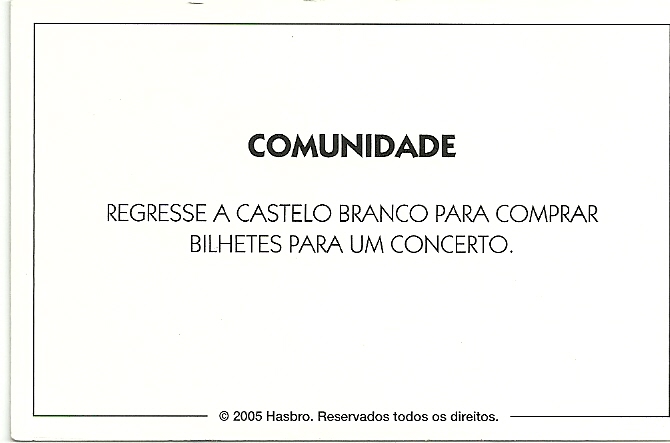 COMUNIDADE
REGRESSE A CASTELO BRANCO PARA COMPRAR
BILHETES PARA UM CONCERTO.
© 2005 Hasbro. Reservados todos os direitos.